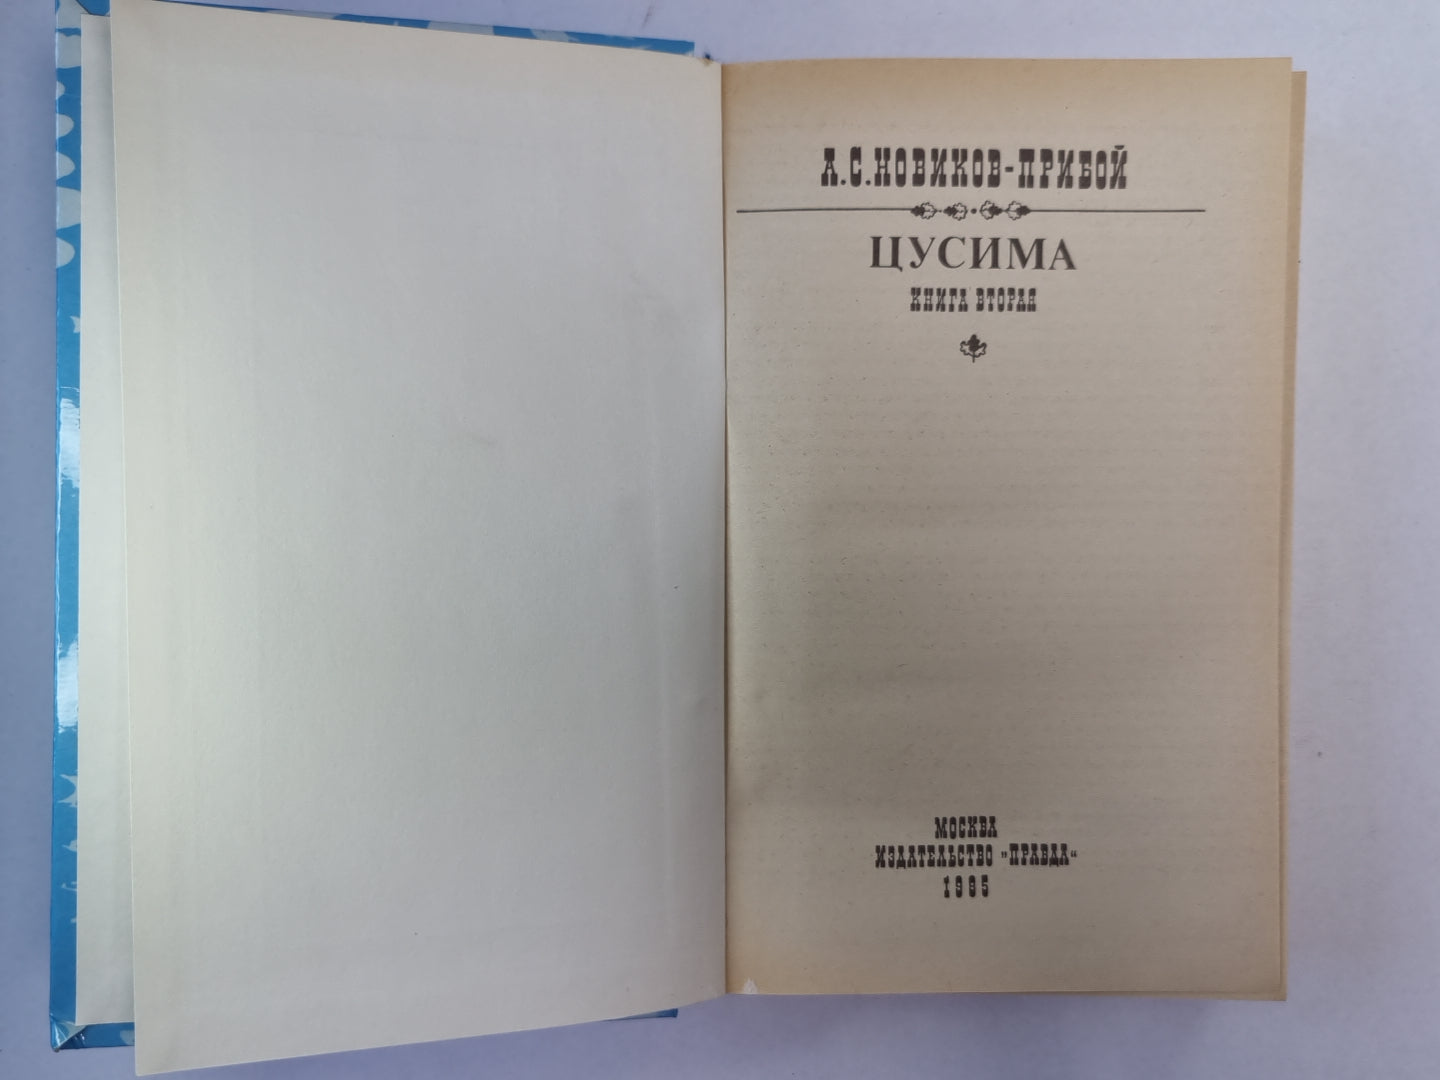 А.С.НОВИКОВ-ПРИБОЙ
ЦУСИМА
КНИГА ВТОРАЯ
МОСКВА
ИЗДАТЕЛЬСТВО „ПРАВДА“
1985